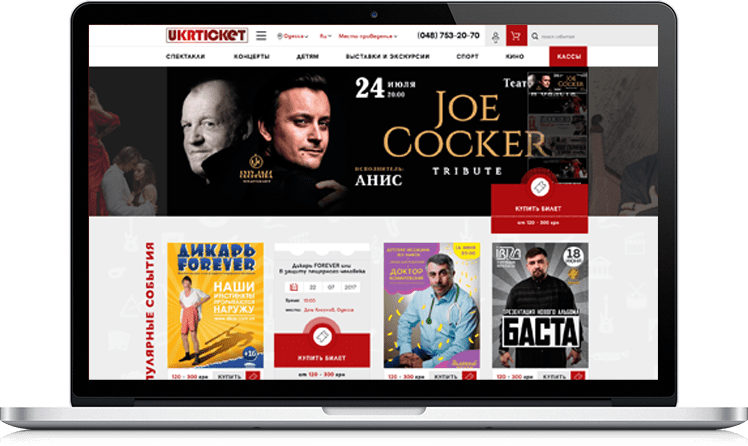 UKRTICKET
Одесса
Ru
Места проведения
(048) 753-20-70
поиск события
СПЕКТАКЛИ
КОНЦЕРТЫ
ДЕТЯМ
ВЫСТАВКИ И ЭКСКУРСИИ
СПОРТ
КИНО
КАССЫ
24 ИЮЛЯ
20:00
JOE
COCKER
TRIBUTE
ИСПОЛНИТЕЛЬ:
АНИС
КУПИТЬ БИЛЕТ
от 120 - 300 грн
ПУЛЯРНЫЕ СОБЫТИЯ
ДИКАРЬ
FOREVER
НАШИ
ИНСТИНКТЫ
ПРОРЫВАЮТСЯ
НАРУЖУ
+16
120 - 300 грн
КУПИТЬ
Дикарь FOREVER или
В защиту пещерного человека
22 07 2017
Время: 19:00
место: Дом Клоунов, Одесса
КУПИТЬ БИЛЕТ
от 120 - 300 грн
ДОКТОР
КОМАРОВСКИЙ
120 - 300 грн
КУПИТЬ
18
ИЮНЯ
ПРЕЗЕНТАЦИЯ НОВОГО АЛЬБОМА
БАСТА
120 - 300 грн
КУПИТЬ